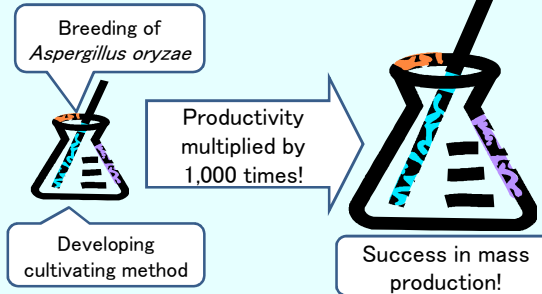 Breeding of
Aspergillus oryzae
Productivity
multiplied by
1,000 times!
Developing
cultivating method
Success in mass
production!